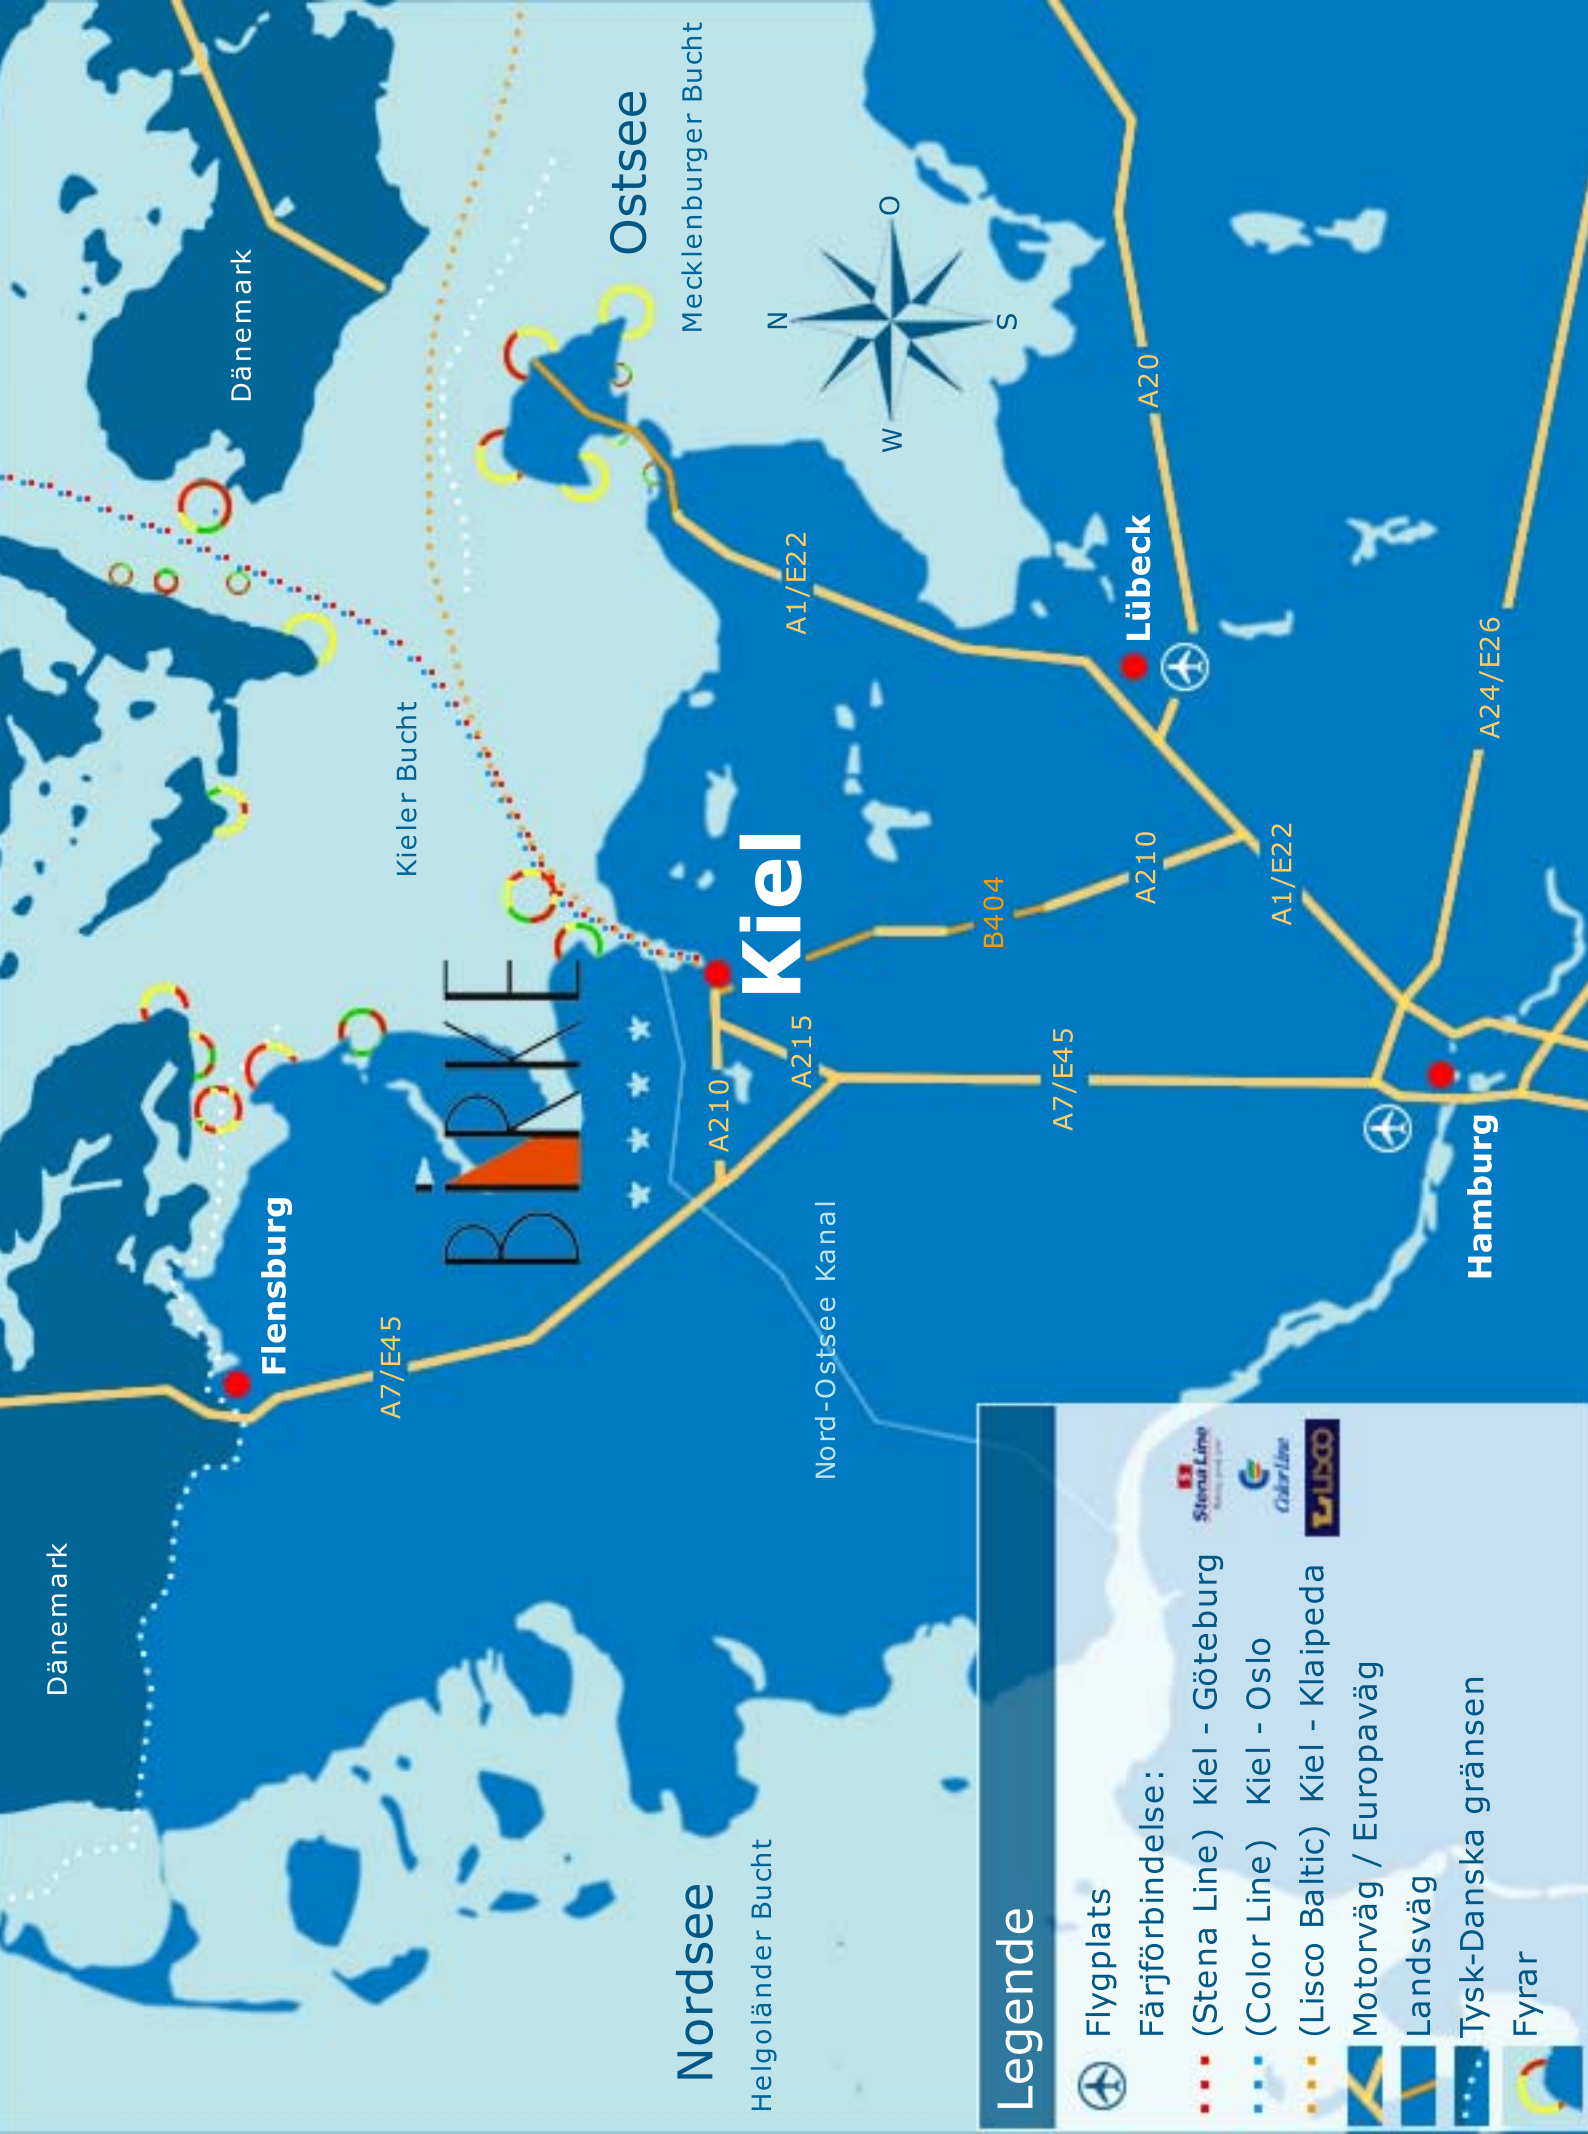 Dänemark
Dänemark
Flensburg
A7/E45
Kieler Bucht
BIRKE
Ostsee
Mecklenburger Bucht
Nordsee
Helgoländer Bucht
Nord-Ostsee Kanal
A210
A215
Kiel
A1/E22
N
W
O
S
B404
A7/E45
A210
Lübeck
A20
A1/E22
Hamburg
A24/E26
Legende
Flygplats
Färjförbindelse:
(Stena Line) Kiel - Göteburg
Stena Line
(Color Line) Kiel - Oslo
Color Line
(Lisco Baltic) Kiel - Klaipeda
LISCO
Motorväg / Europaväg
Landsväg
Tysk-Danska gränsen
Fyrar